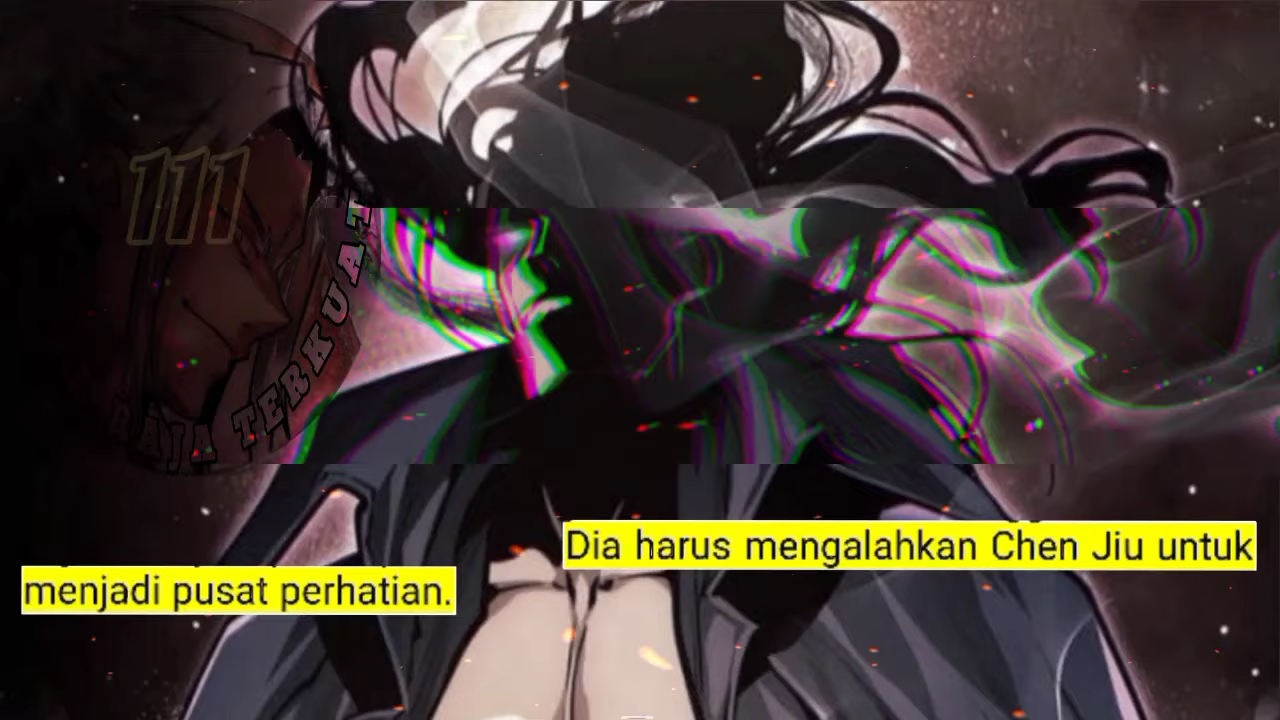 111
RAJA TERKUAT
Dia harus mengalahkan Chen Jiu untuk
menjadi pusat perhatian.